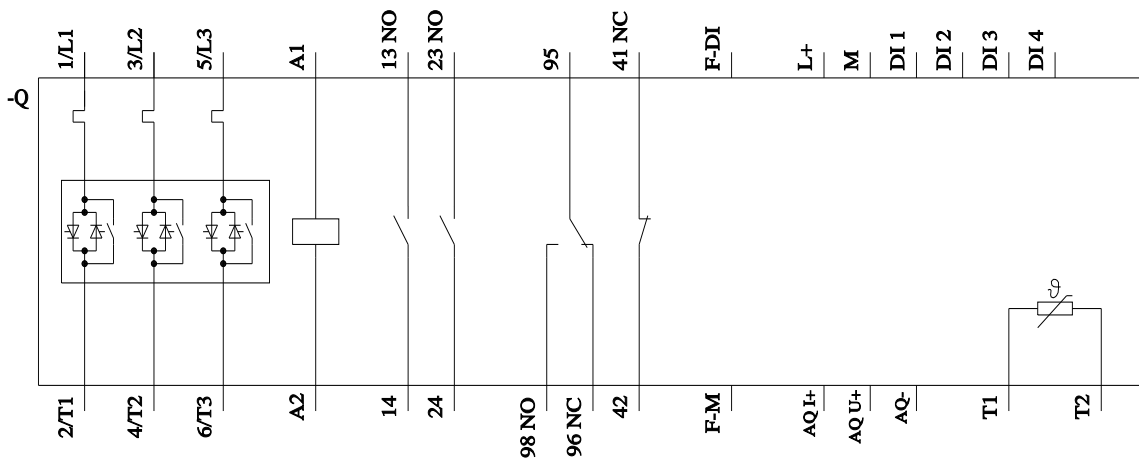 1/L1
3/L2
5/L3
A1
13 NO
23 NO
95
41 NC
F-DI
L+
M
DI 1
DI 2
DI 3
DI 4
-Q
ϑ
2/T1
4/T2
6/T3
A2
14
24
98 NO
96 NC
42
F-M
AQ I+
AQ U+
AQ-
T1
T2